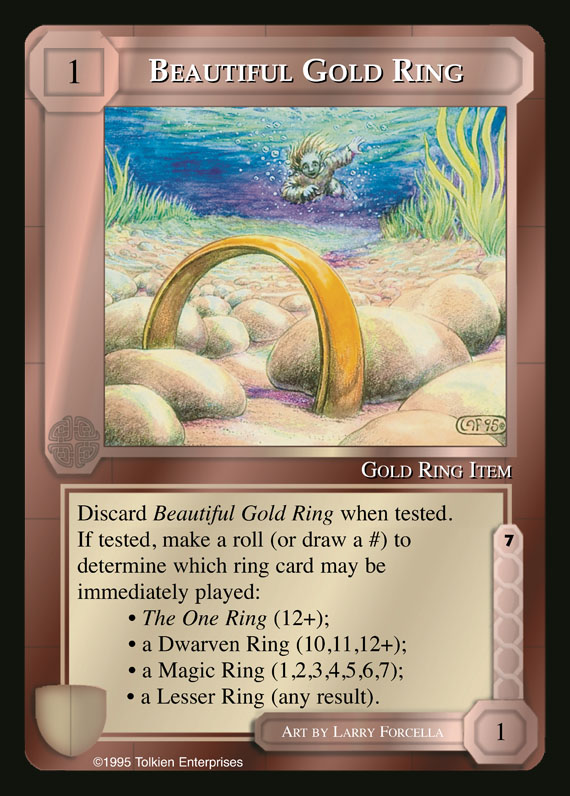 1
BEAUTIFUL GOLD RING
GOLD RING ITEM
Discard Beautiful Gold Ring when tested.
If tested, make a roll (or draw a #) to
determine which ring card may be
immediately played:
• The One Ring (12+);
• a Dwarven Ring (10,11,12+);
• a Magic Ring (1,2,3,4,5,6,7);
• a Lesser Ring (any result).
7
ART BY LARRY FORCELLA
1
©1995 Tolkien Enterprises